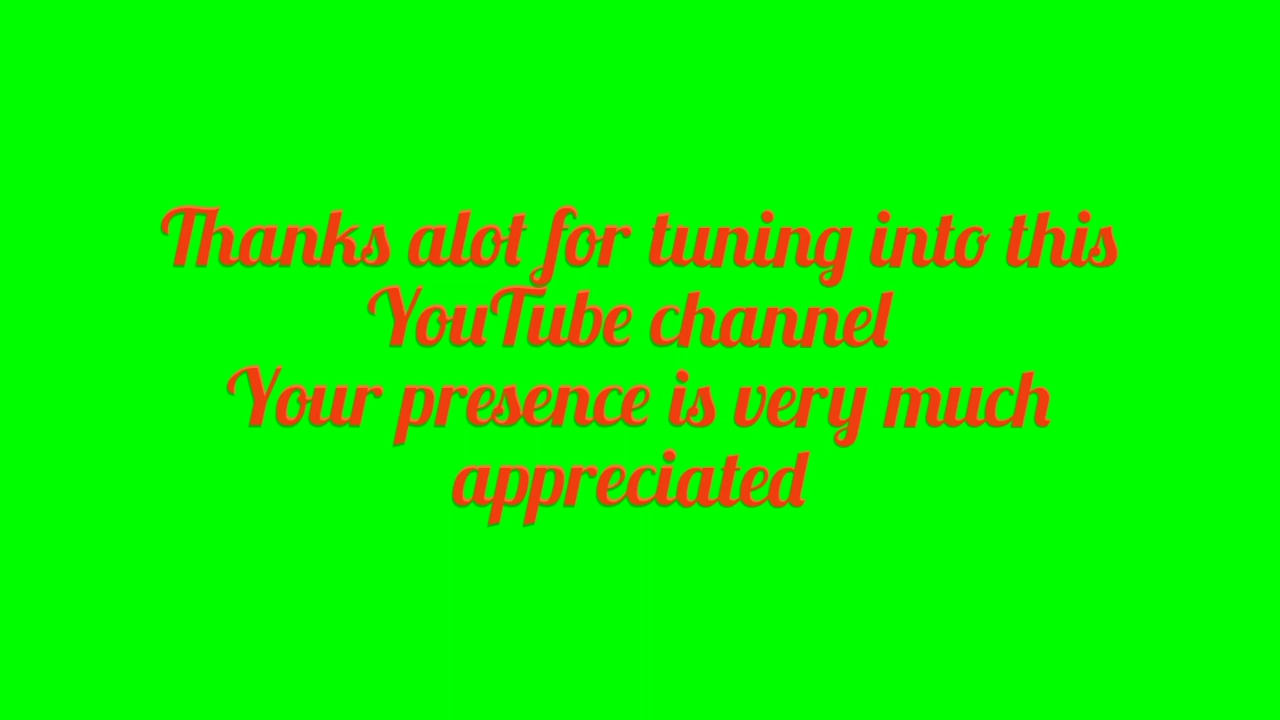 Thanks alot for tuning into this
YouTube channel
Your presence is very much
appreciated